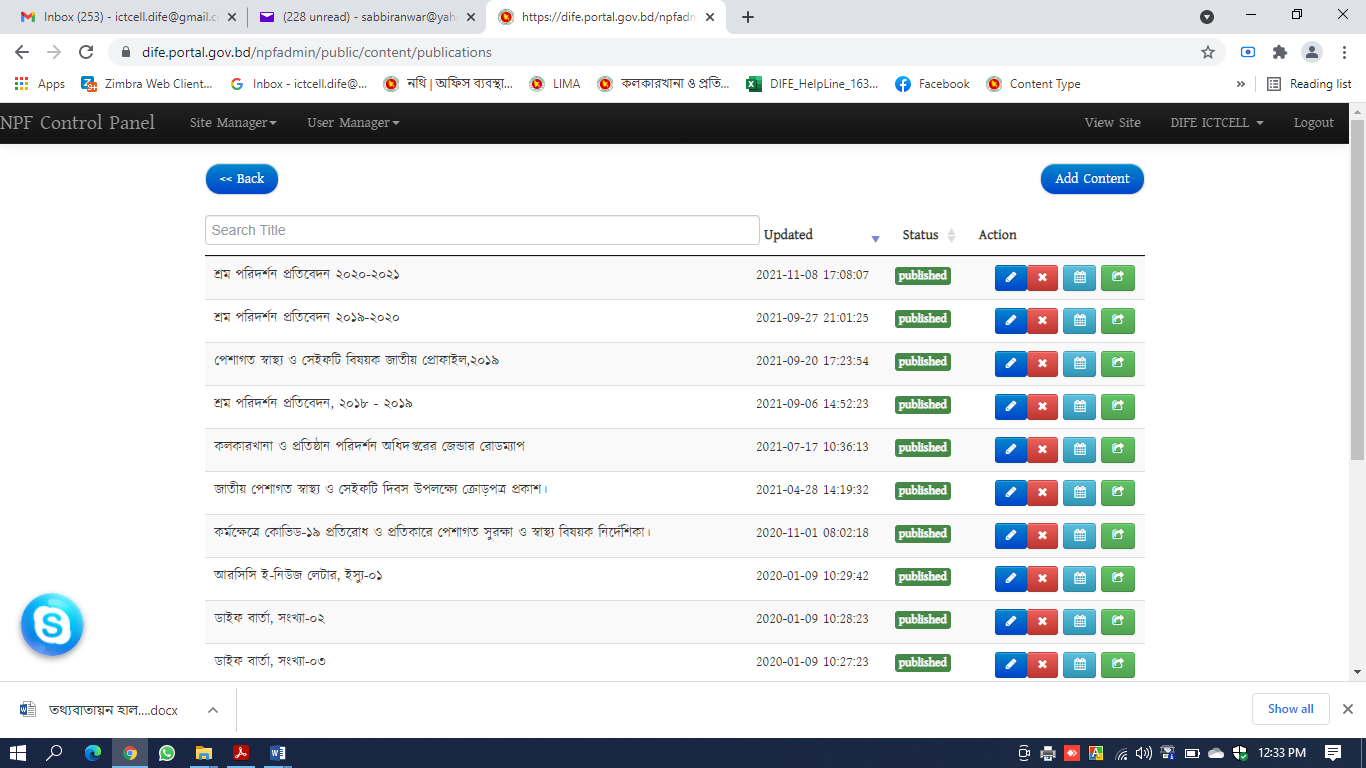 Inbox (253) - ictcell.dife@gmail.c
(228 unread) - sabbiranwar@yah
https://dife.portal.gov.bd/npfadm
dife.portal.gov.bd/npfadmin/public/content/publications
Apps Zimbra Web Client... Inbox - ictcell.dife@... নথি | অফিস ব্যবস্থা... LIMA কলকারখানা ও প্রতি... DIFE_HelpLine_163... Facebook Content Type » Reading list
NPF Control Panel Site Manager User Manager View Site DIFE ICTCELL Logout
<< Back Add Content
Search Title Updated Status Action
শ্রম পরিদর্শন প্রতিবেদন ২০২০-২০২১ 2021-11-08 17:08:07 published
শ্রম পরিদর্শন প্রতিবেদন ২০১৯-২০২০ 2021-09-27 21:01:25 published
পেশাগত স্বাস্থ্য ও সেইফটি বিষয়ক জাতীয় প্রোফাইল,২০১৯ 2021-09-20 17:23:54 published
শ্রম পরিদর্শন প্রতিবেদন, ২০১৮ - ২০১৯ 2021-09-06 14:52:23 published
কলকারখানা ও প্রতিষ্ঠান পরিদর্শন অধিদপ্তরের জেন্ডার রোডম্যাপ 2021-07-17 10:36:13 published
জাতীয় পেশাগত স্বাস্থ্য ও সেইফটি দিবস উপলক্ষ্যে ক্রোড়পত্র প্রকাশ। 2021-04-28 14:19:32 published
কর্মক্ষেত্রে কোভিড-১৯ প্রতিরোধ ও প্রতিকারে পেশাগত সুরক্ষা ও স্বাস্থ্য বিষয়ক নির্দেশিকা। 2020-11-01 08:02:18 published
আরসিসি ই-নিউজ লেটার, ইস্যু-০১ 2020-01-09 10:29:42 published
ডাইফ বার্তা, সংখ্যা-০২ 2020-01-09 10:28:23 published
ডাইফ বার্তা, সংখ্যা-০৩ 2020-01-09 10:27:23 published
তথ্যবাতায়ন হাল....docx Show all
12:33 PM